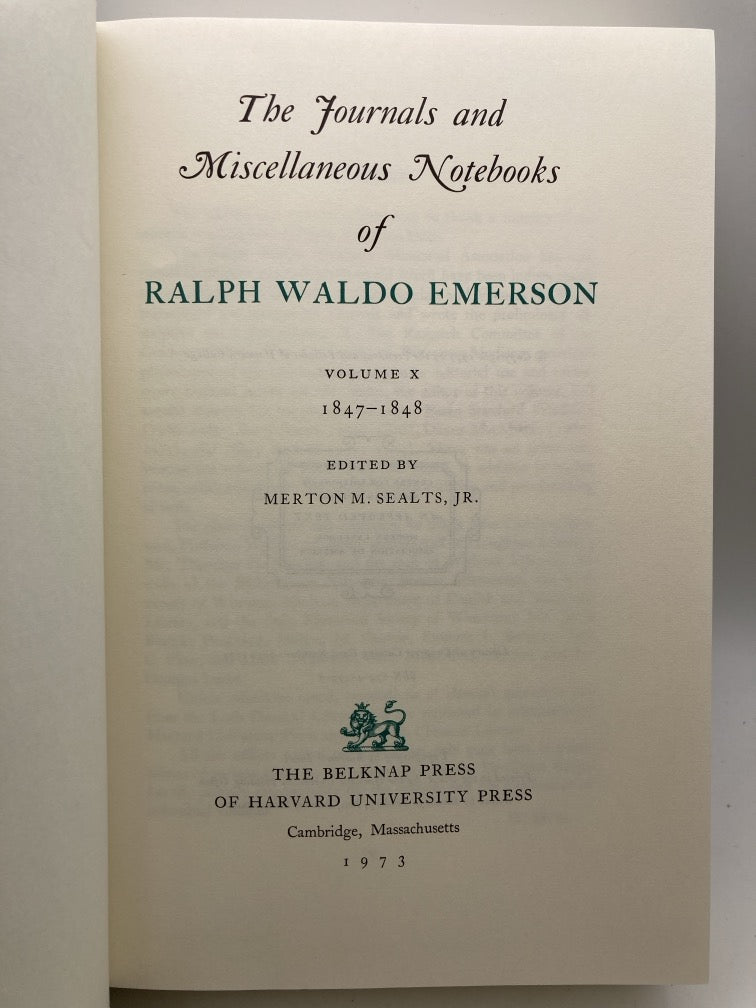 The Journals and
Miscellaneous Notebooks
of
RALPH WALDO EMERSON
VOLUME X
1847–1848
EDITED BY
MERTON M. SEALTS, JR.
THE BELKNAP PRESS
OF HARVARD UNIVERSITY PRESS
Cambridge, Massachusetts
1973